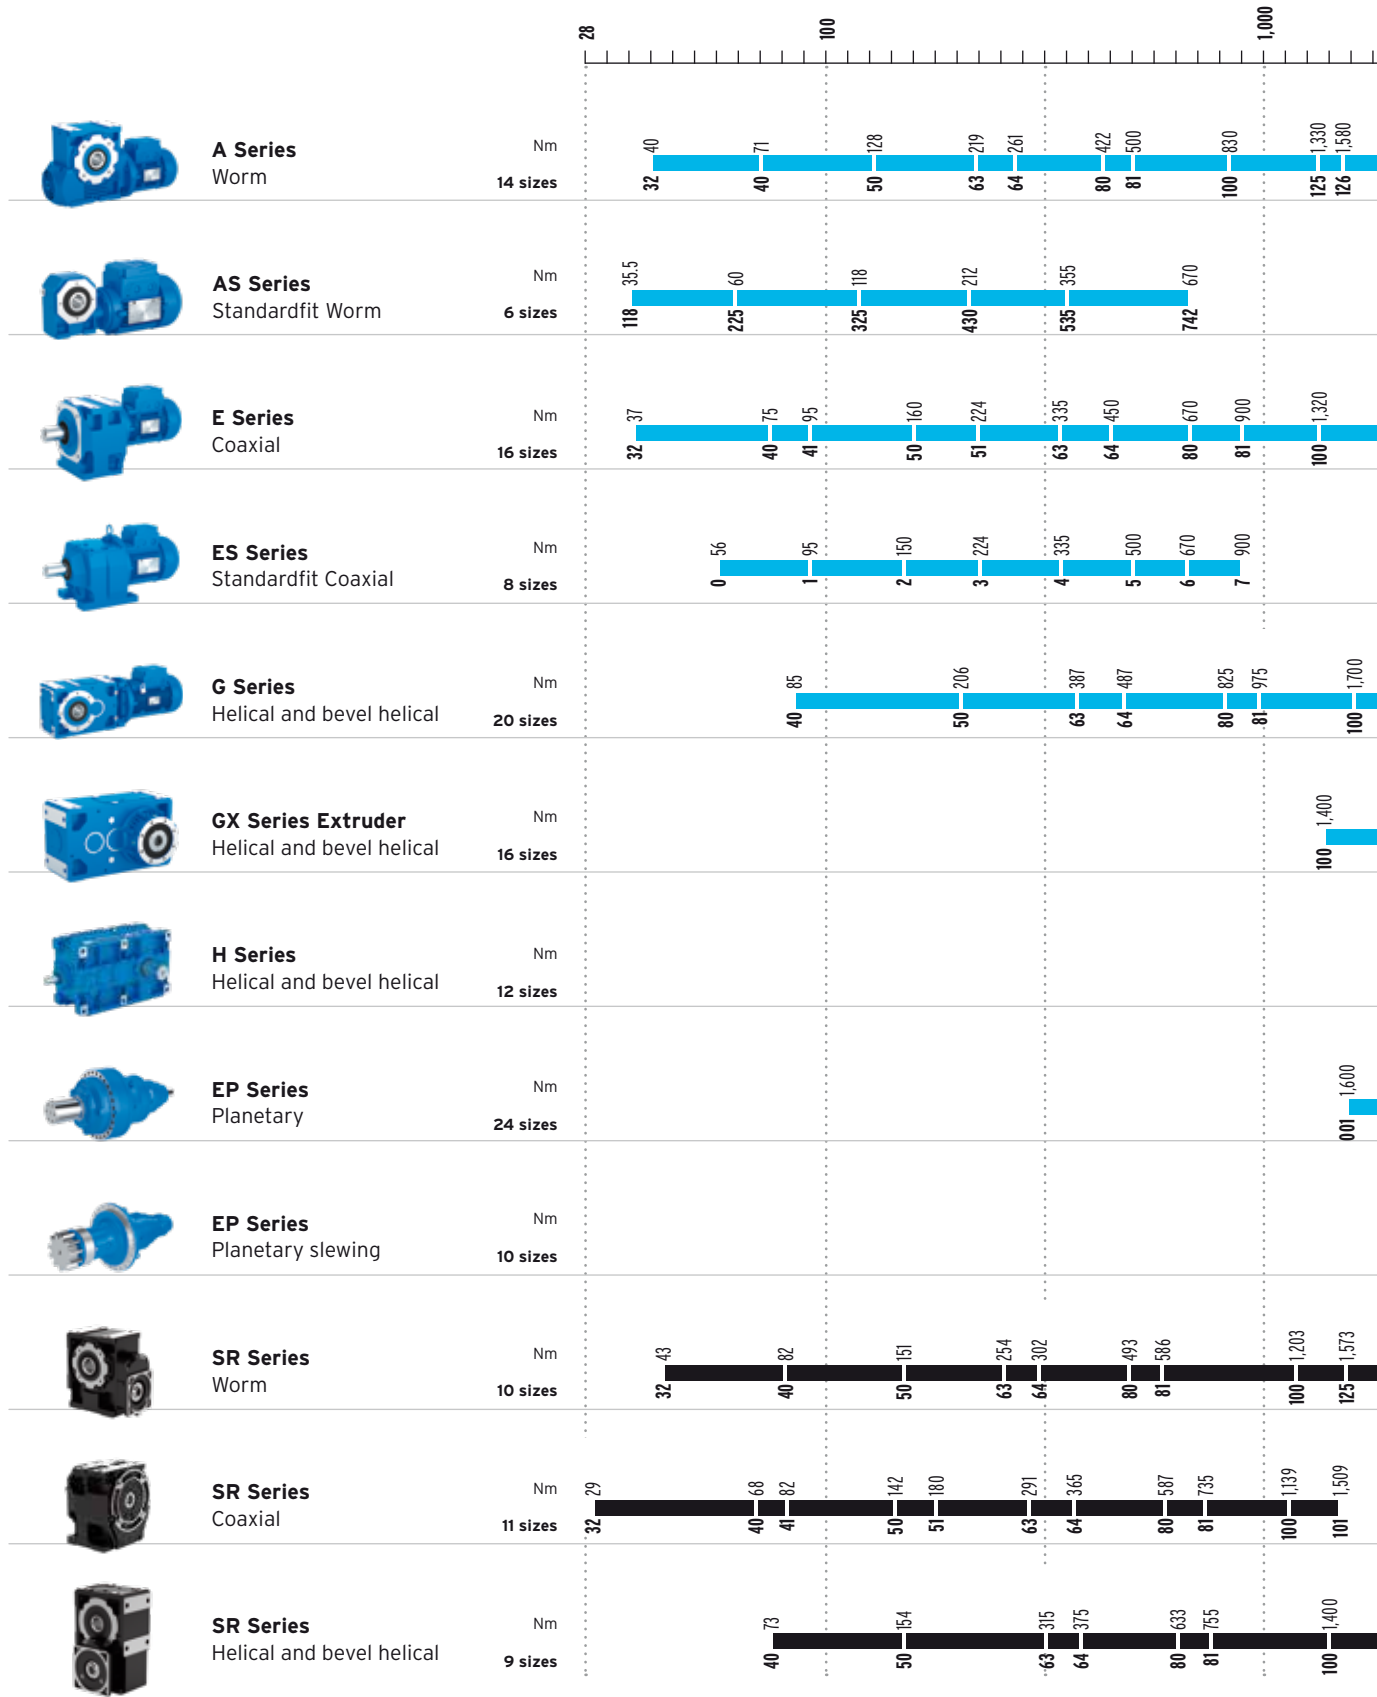 28 100 1,000
40 71 128 219 261 422 500 830 1,330 1,580
A Series Nm
Worm 14 sizes
32 40 50 63 64 80 81 100 125 126
35.5 60 118 212 355 670
AS Series Nm
Standardfit Worm 6 sizes
118 225 325 430 535 742
37 75 95 160 224 335 450 670 900 1,320
E Series Nm
Coaxial 16 sizes
32 40 41 50 51 63 64 80 81 100
56 95 150 224 335 500 670 900
ES Series Nm
Standardfit Coaxial 8 sizes
0 1 2 3 4 5 6 7
85 206 387 487 825 975 1,700
G Series Nm
Helical and bevel helical 20 sizes
40 50 63 64 80 81 100
1,400
GX Series Extruder Nm
Helical and bevel helical 16 sizes
100
H Series Nm
Helical and bevel helical 12 sizes
1,600
EP Series Nm
Planetary 24 sizes
001
EP Series Nm
Planetary slewing 10 sizes
43 82 151 254 302 493 586 1,203 1,573
SR Series Nm
Worm 10 sizes
32 40 50 63 64 80 81 100 125
29 68 82 142 180 291 365 587 735 1,139 1,509
SR Series Nm
Coaxial 11 sizes
32 40 41 50 51 63 64 80 81 100 101
73 154 315 375 633 755 1,400
SR Series Nm
Helical and bevel helical 9 sizes
40 50 63 64 80 81 100